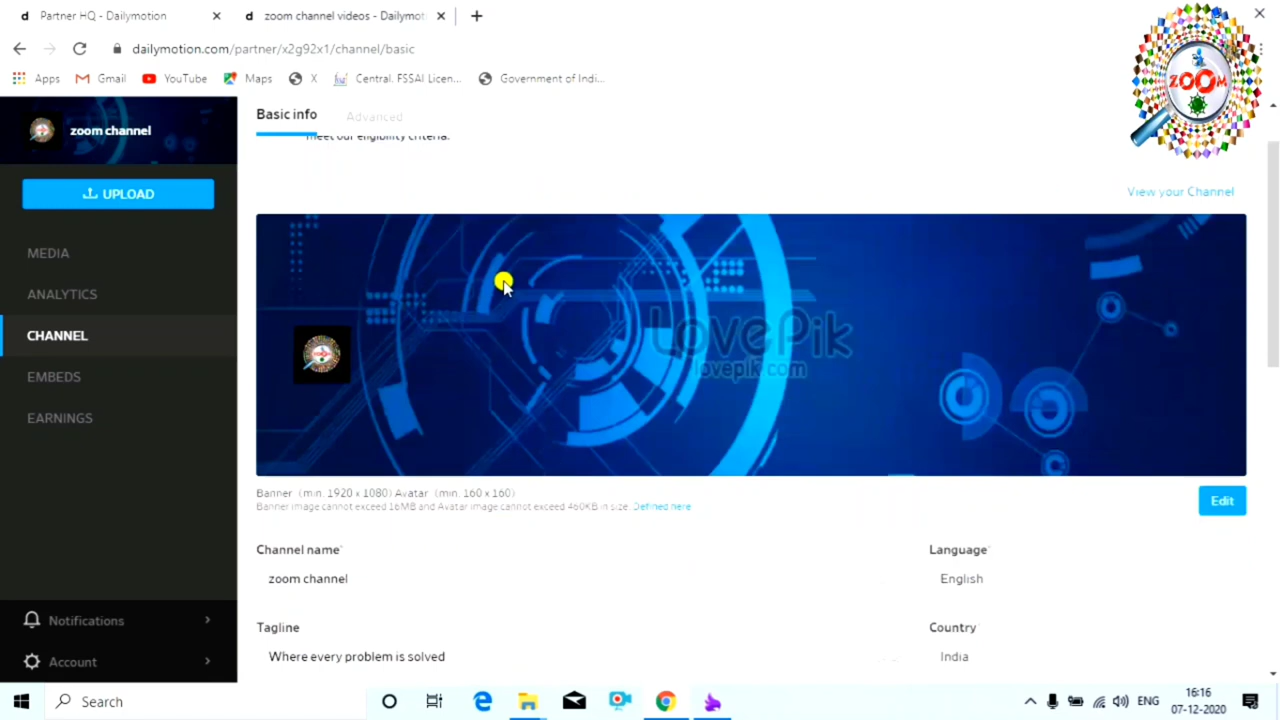 Partner HQ - Dailymotion
zoom channel videos - Dailymoti
dailymotion.com/partner/x2g92x1/channel/basic
Apps
Gmail
YouTube
Maps
X
Central. FSSAI Licen...
Government of Indi...
ZOOM
zoom channel
Basic info
Advanced
meet our eligibility criteria.
UPLOAD
View your Channel
MEDIA
ANALYTICS
CHANNEL
EMBEDS
EARNINGS
LovePik
lovepik.com
Banner (min. 1920 x 1080) Avatar (min. 160 x 160)
Banner image cannot exceed 16MB and Avatar image cannot exceed 460KB in size. Defined here
Edit
Channel name*
Language*
zoom channel
English
Notifications
Tagline
Country*
Account
Where every problem is solved
India
Search
ENG
16:16
07-12-2020